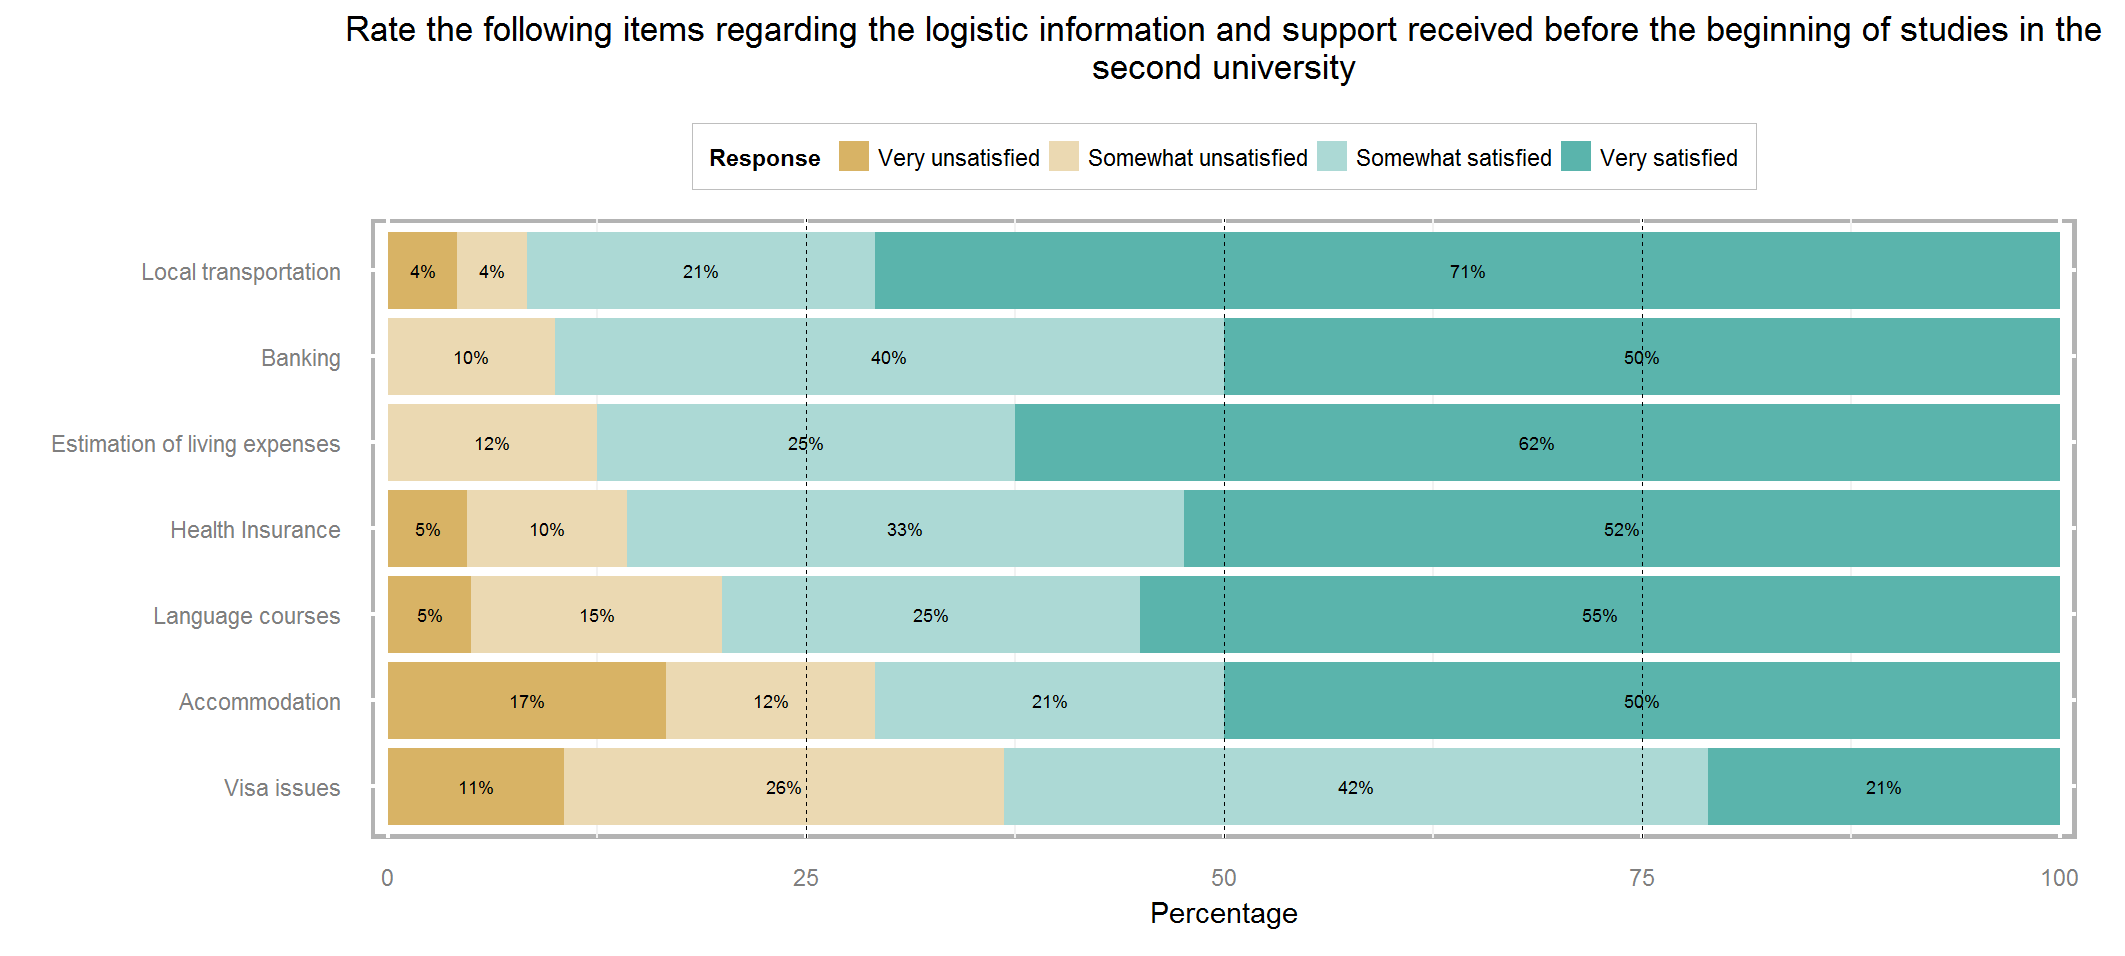 Rate the following items regarding the logistic information and support received before the beginning of studies in the
second university
Response Very unsatisfied Somewhat unsatisfied Somewhat satisfied Very satisfied
Local transportation 4% 4% 21% 71%
Banking 10% 40% 50%
Estimation of living expenses 12% 25% 62%
Health Insurance 5% 10% 33% 52%
Language courses 5% 15% 25% 55%
Accommodation 17% 12% 21% 50%
Visa issues 11% 26% 42% 21%
0 25 50 75 100
Percentage